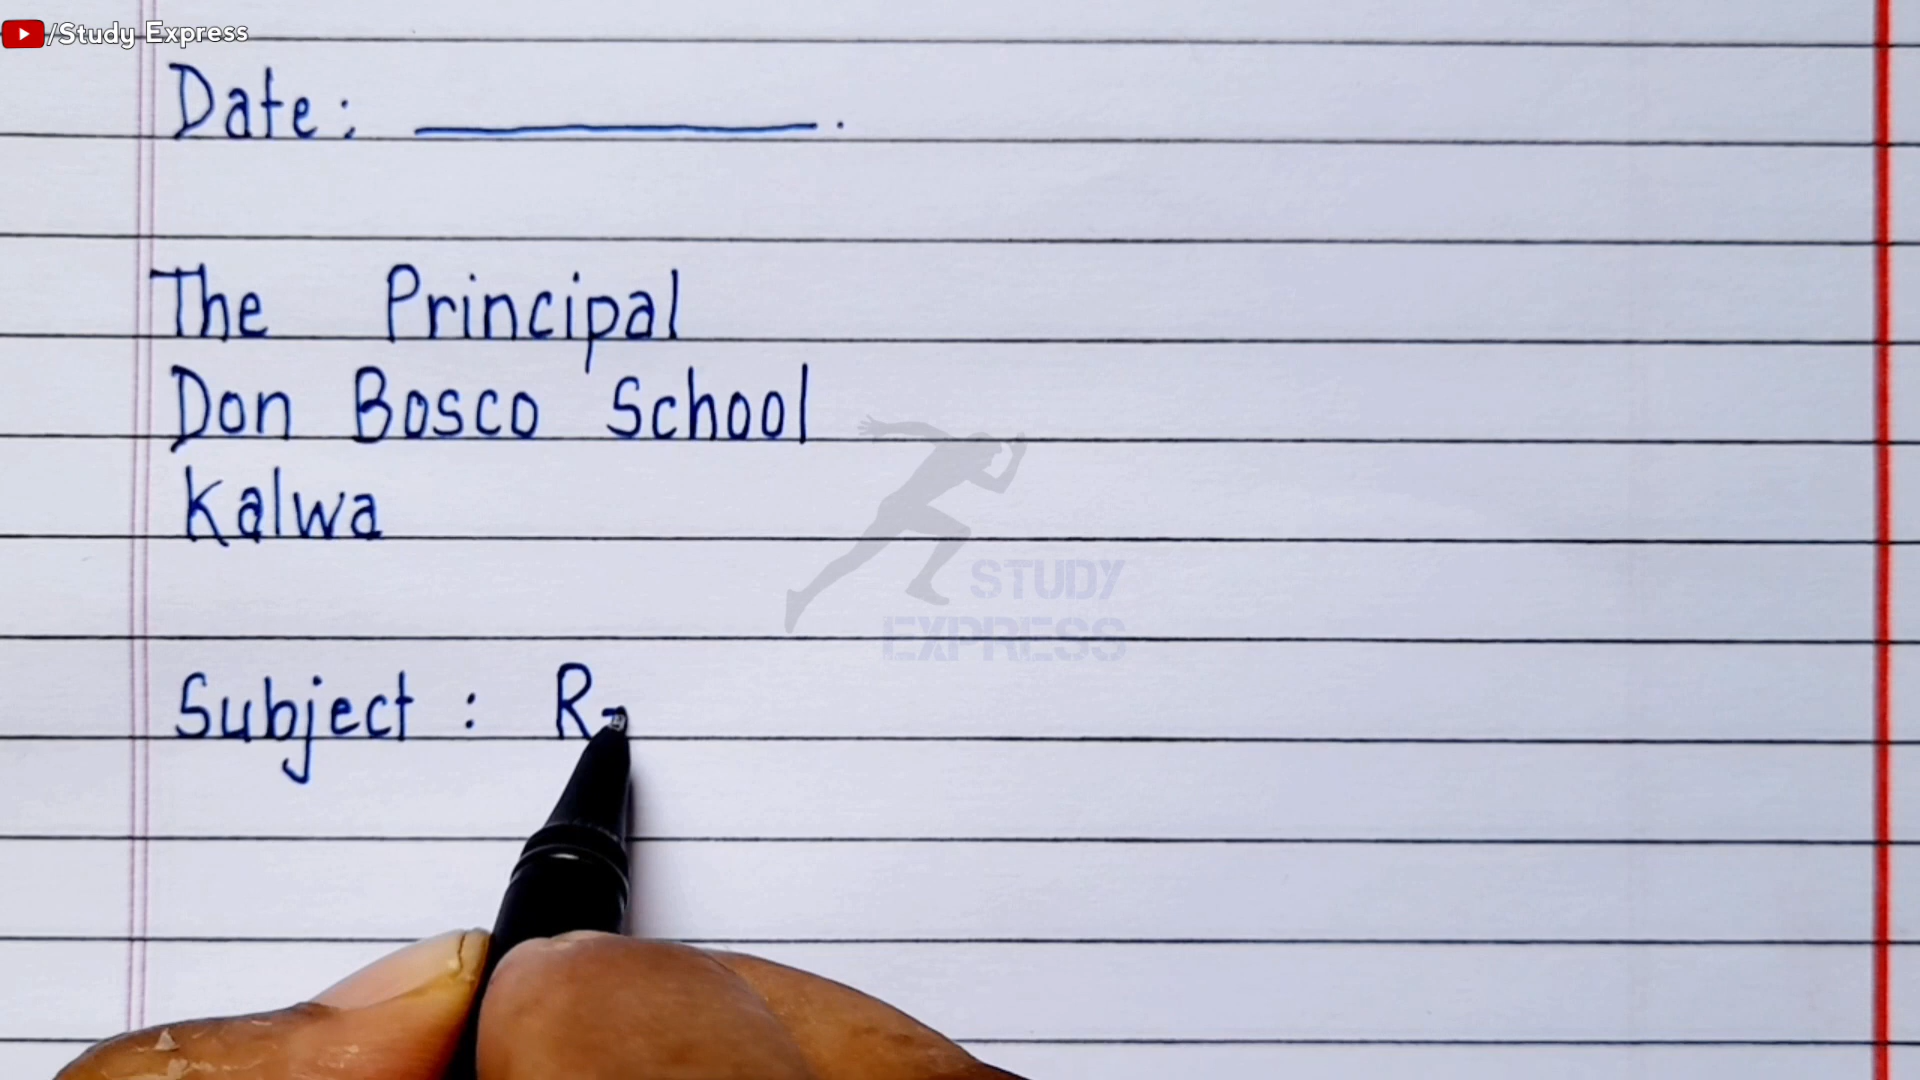 /Study Express
Date: ________.
The Principal
Don Bosco School
Kalwa
STUDY
EXPRESS
Subject : R